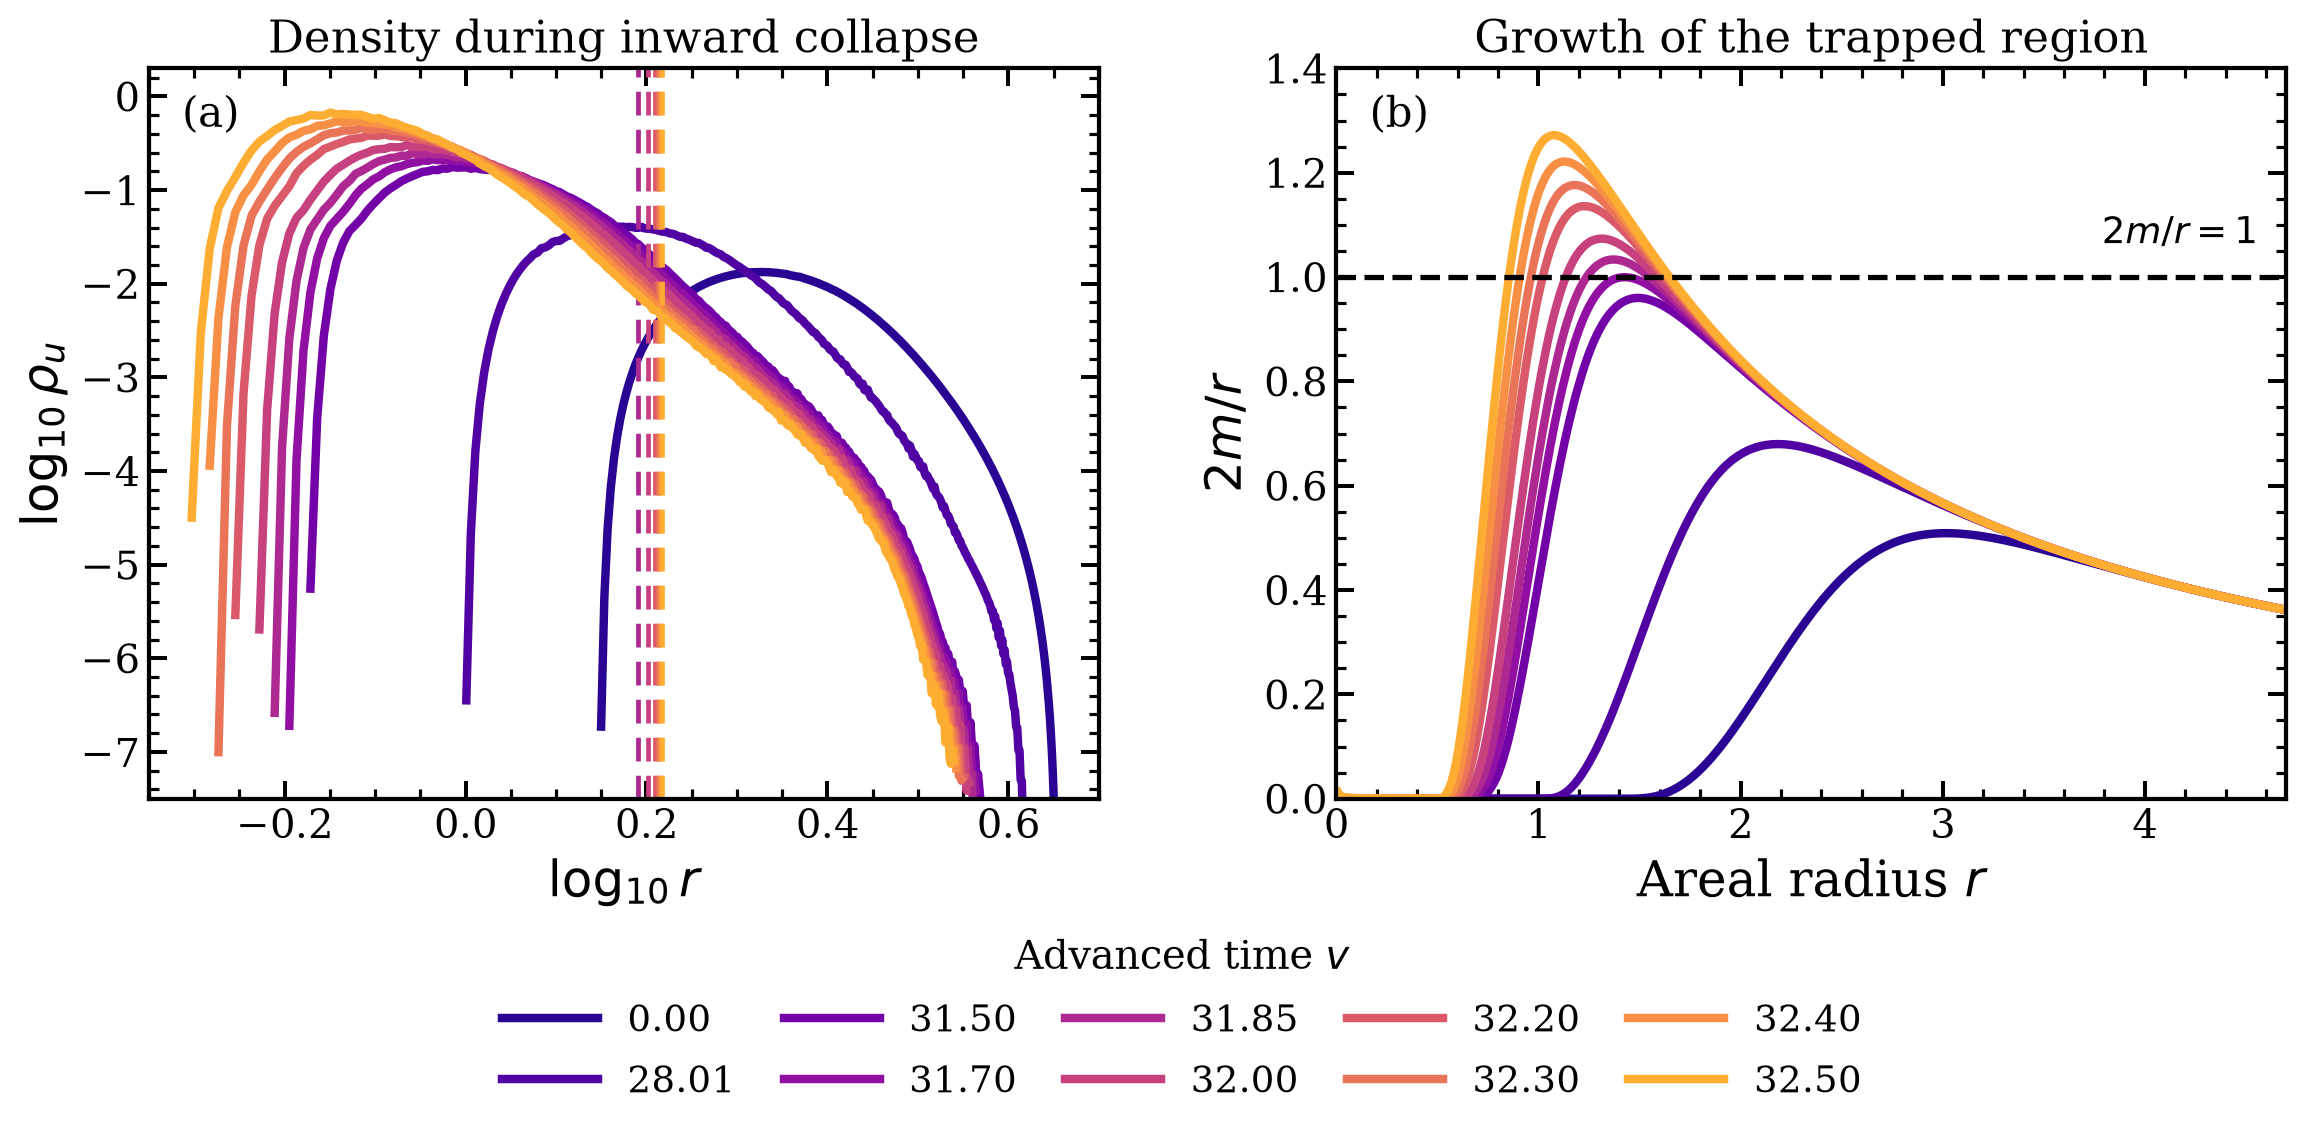 Density during inward collapse
(a)
0
−1
−2
−3
−4
−5
−6
−7
log₁₀ ρᵤ
−0.2 0.0 0.2 0.4 0.6
log₁₀ r
Growth of the trapped region
(b)
1.4
1.2
1.0
0.8
0.6
0.4
0.2
0.0
2m/r
2m/r = 1
0 1 2 3 4
Areal radius r
Advanced time v
0.00 31.50 31.85 32.20 32.40
28.01 31.70 32.00 32.30 32.50